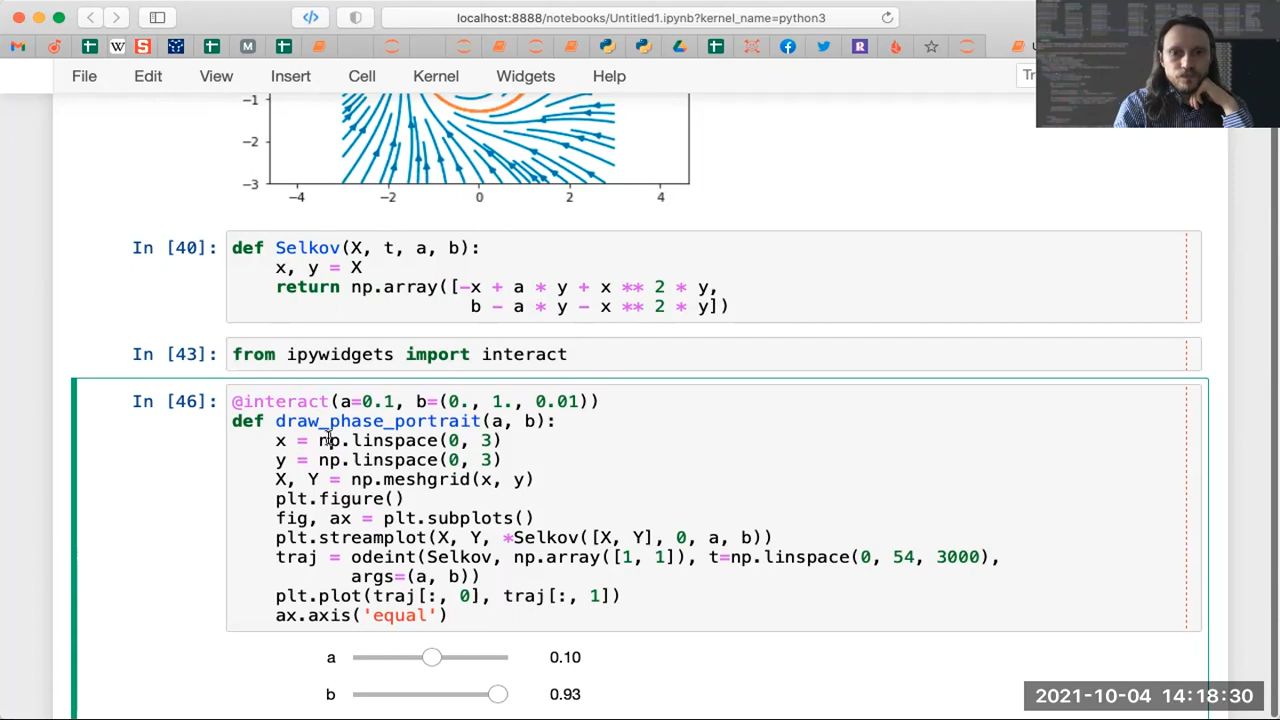 localhost:8888/notebooks/Untitled1.ipynb?kernel_name=python3
File Edit View Insert Cell Kernel Widgets Help
−1
−2
−3
−4 −2 0 2 4
In [40]: def Selkov(X, t, a, b):
x, y = X
return np.array([-x + a * y + x ** 2 * y,
b - a * y - x ** 2 * y])
In [43]: from ipywidgets import interact
In [46]: @interact(a=0.1, b=(0., 1., 0.01))
def draw_phase_portrait(a, b):
x = np.linspace(0, 3)
y = np.linspace(0, 3)
X, Y = np.meshgrid(x, y)
plt.figure()
fig, ax = plt.subplots()
plt.streamplot(X, Y, *Selkov([X, Y], 0, a, b))
traj = odeint(Selkov, np.array([1, 1]), t=np.linspace(0, 54, 3000),
args=(a, b))
plt.plot(traj[:, 0], traj[:, 1])
ax.axis('equal')
a 0.10
b 0.93
2021-10-04 14:18:30